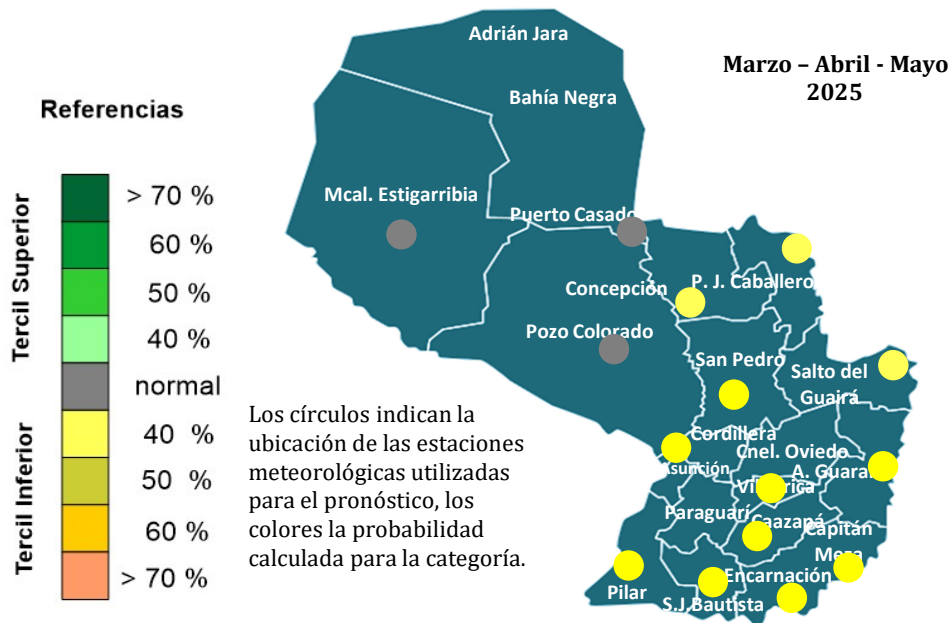 Adrián Jara
Marzo – Abril - Mayo
2025
Bahía Negra
Referencias
Tercil Superior
> 70 %
60 %
50 %
40 %
normal
Tercil Inferior
40 %
50 %
60 %
> 70 %
Mcal. Estigarribia
Puerto Casado
P. J. Caballero
Concepción
Pozo Colorado
San Pedro
Salto del
Guairá
Los círculos indican la
ubicación de las estaciones
meteorológicas utilizadas
para el pronóstico, los
colores la probabilidad
calculada para la categoría.
Cordillera
Cnel. Oviedo
Asunción
A. Guaraí
Paraguarí
Caazapá
Capitán
Meza
Encarnación
Pilar
S.J.Bautista